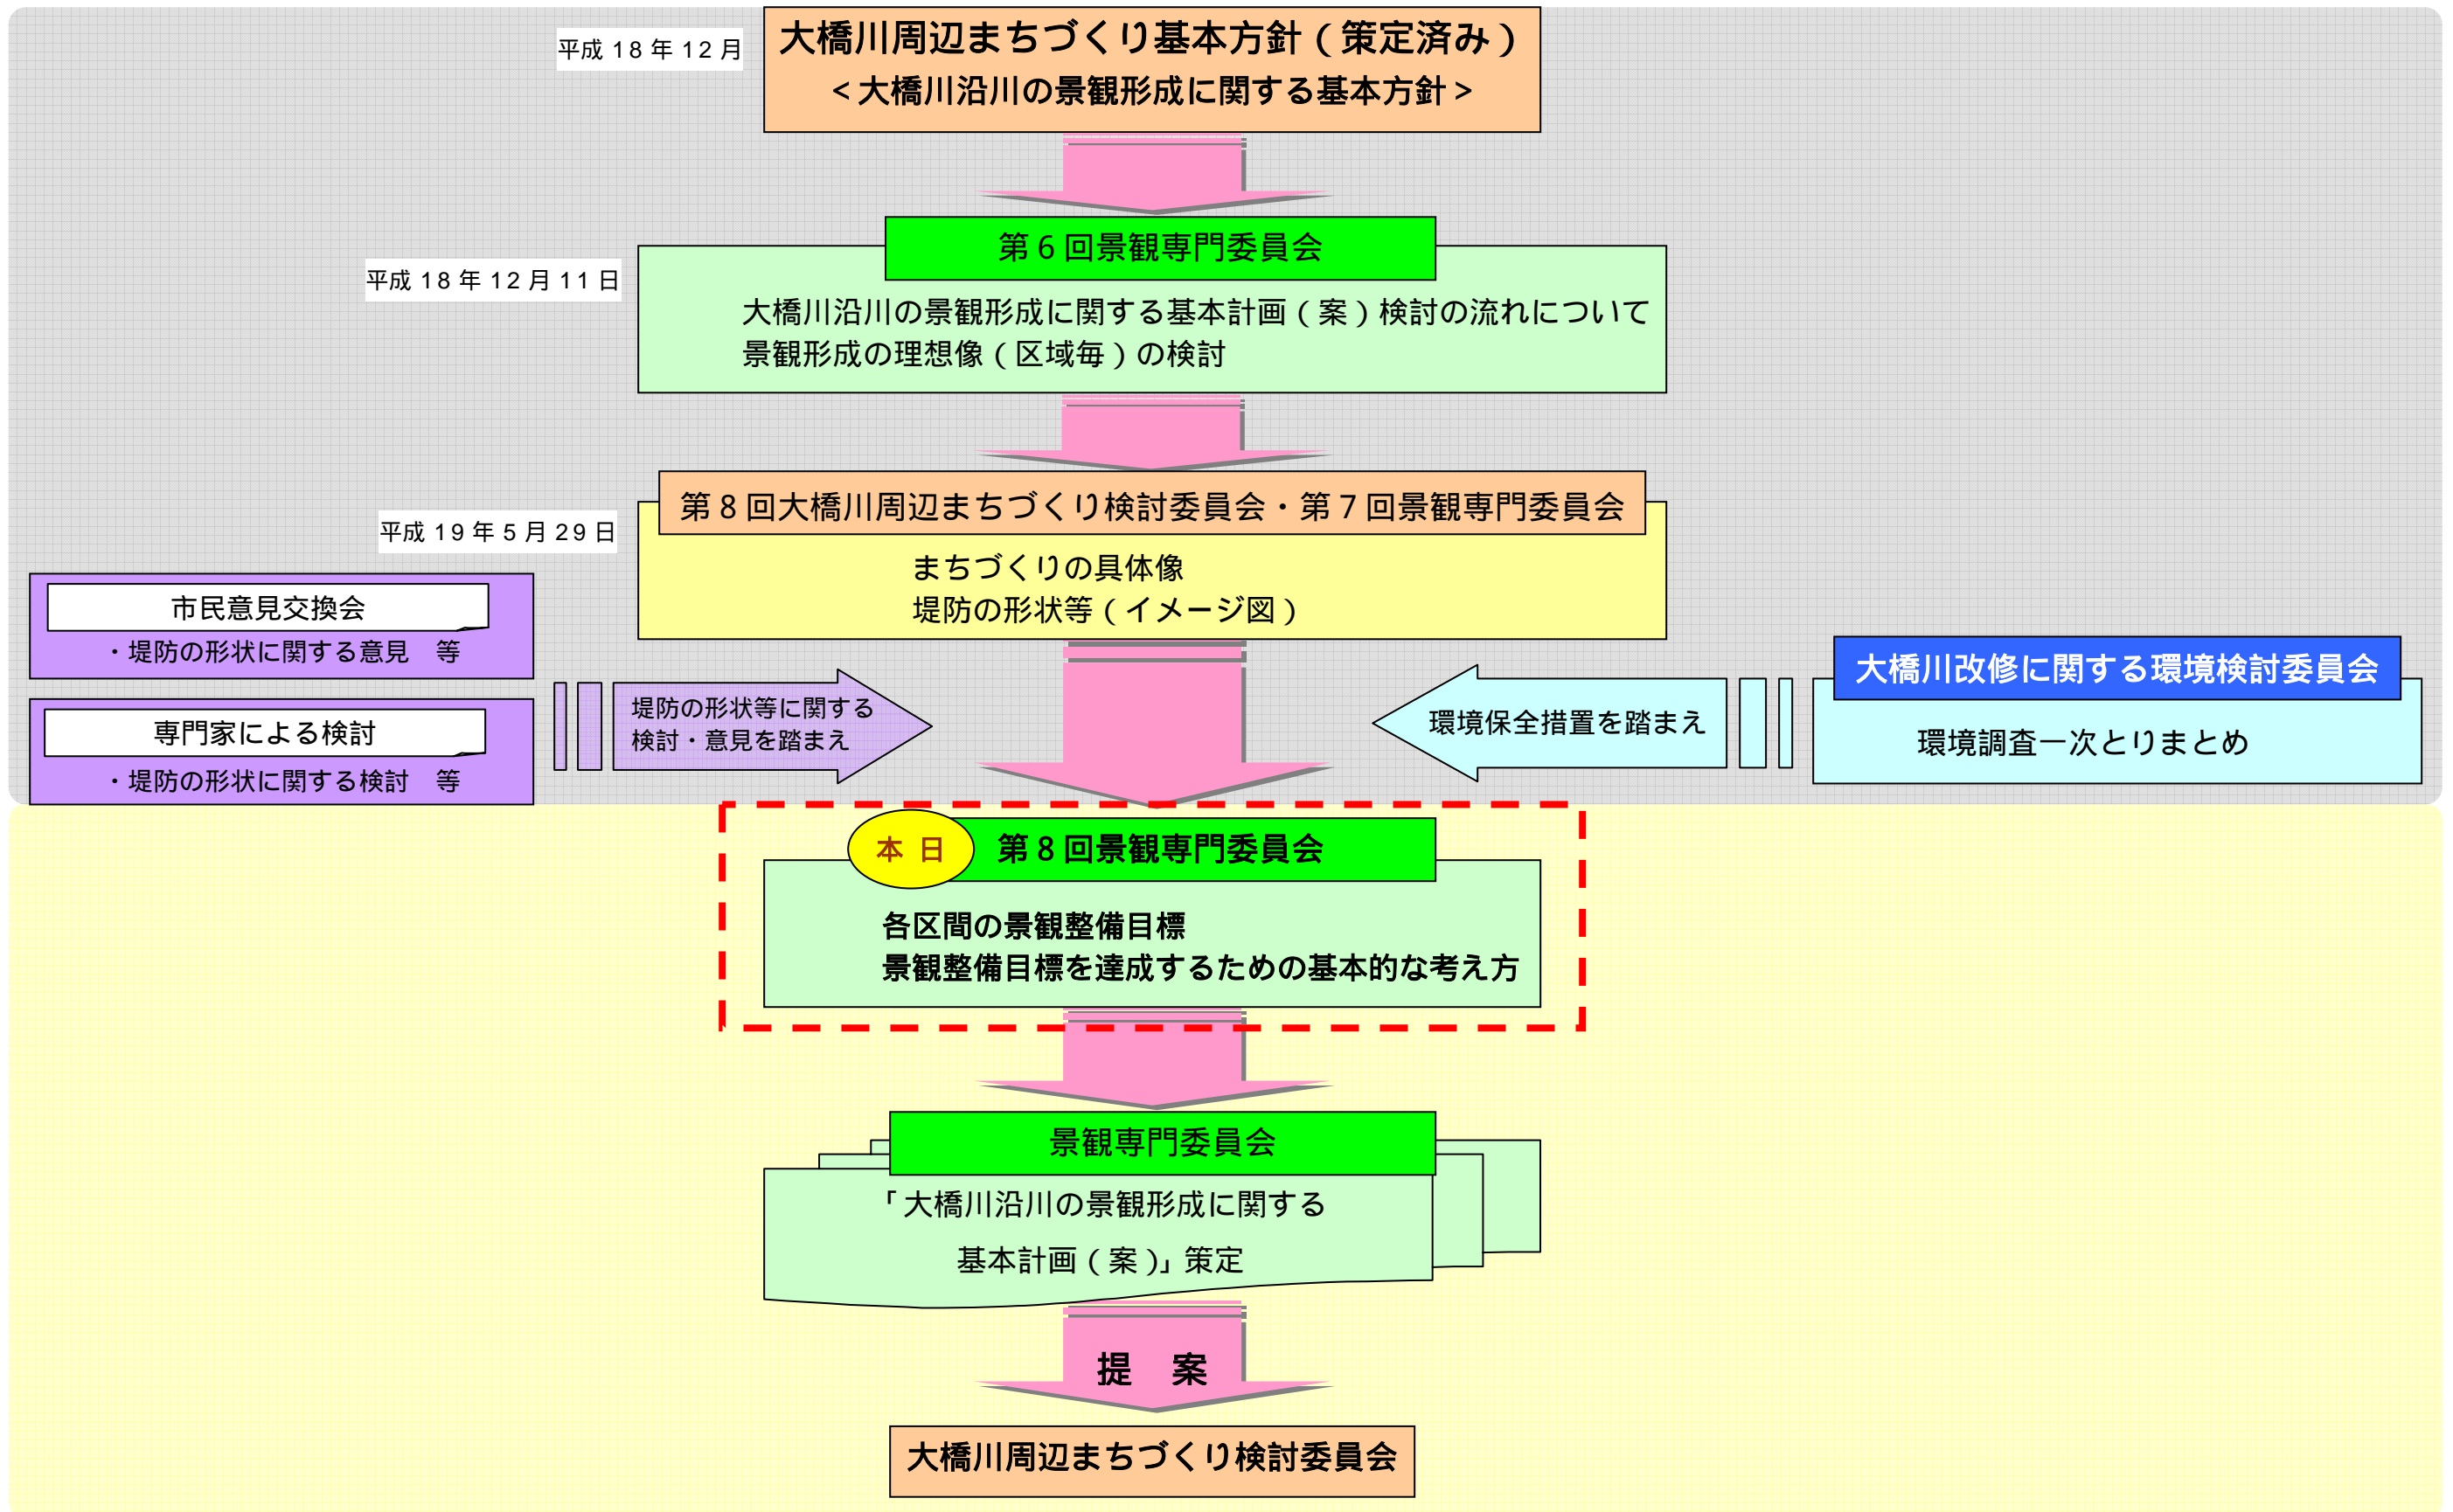 平成18年12月
大橋川周辺まちづくり基本方針（策定済み）
<大橋川沿川の景観形成に関する基本方針>
第6回景観専門委員会
平成18年12月11日
大橋川沿川の景観形成に関する基本計画（案）検討の流れについて
景観形成の理想像（区域毎）の検討
第8回大橋川周辺まちづくり検討委員会・第7回景観専門委員会
平成19年5月29日
まちづくりの具体像
堤防の形状等（イメージ図）
市民意見交換会
・堤防の形状に関する意見　等
専門家による検討
・堤防の形状に関する検討　等
堤防の形状等に関する
検討・意見を踏まえ
環境保全措置を踏まえ
大橋川改修に関する環境検討委員会
環境調査一次とりまとめ
本日
第8回景観専門委員会
各区間の景観整備目標
景観整備目標を達成するための基本的な考え方
景観専門委員会
「大橋川沿川の景観形成に関する
基本計画（案）」策定
提　案
大橋川周辺まちづくり検討委員会